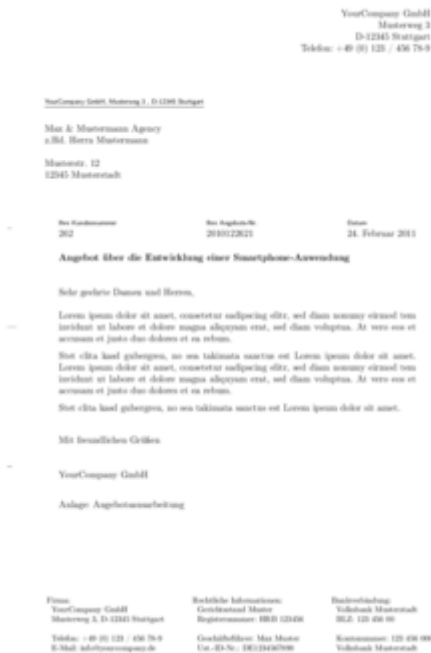 YourCompany GmbH
Musterweg 3
D-12345 Stuttgart
Telefon: +49 (0) 123 / 456 78-9
YourCompany GmbH, Musterweg 3 , D-12345 Stuttgart
Max & Mustermann Agency
z.Hd. Herrn Mustermann
Musterstr. 12
12345 Musterstadt
Ihre Kundennummer
Ihre Angebots-Nr.
Datum
202
2010122621
24. Februar 2011
Angebot über die Entwicklung einer Smartphone-Anwendung
Sehr geehrte Damen und Herren,
Lorem ipsum dolor sit amet, consetetur sadipscing elitr, sed diam nonumy eirmod tem
invidunt ut labore et dolore magna aliquyam erat, sed diam voluptua. At vero eos et
accusam et justo duo dolores et ea rebum.
Stet clita kasd gubergren, no sea takimata sanctus est Lorem ipsum dolor sit amet.
Lorem ipsum dolor sit amet, consetetur sadipscing elitr, sed diam nonumy eirmod tem
invidunt ut labore et dolore magna aliquyam erat, sed diam voluptua. At vero eos et
accusam et justo duo dolores et ea rebum.
Stet clita kasd gubergren, no sea takimata sanctus est Lorem ipsum dolor sit amet.
Mit freundlichen Grüßen
YourCompany GmbH
Anlage: Angebotsausarbeitung
Firma:
YourCompany GmbH
Musterweg 3, D-12345 Stuttgart
Telefon: +49 (0) 123 / 456 78-9
E-Mail: info@yourcompany.de
Rechtliche Informationen:
Gerichtsstand Muster
Registernummer: HRB 123456
Geschäftsführer: Max Muster
Ust.-ID-Nr.: DE1234567890
Bankverbindung:
Volksbank Musterstadt
BLZ: 123 456 00
Kontonummer: 123 456 000
Volksbank Musterstadt